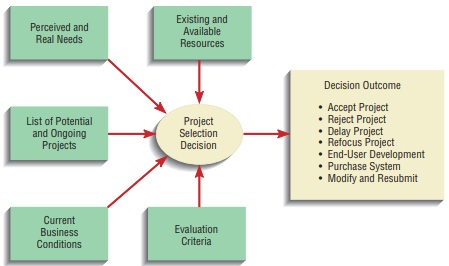 Perceived and
Real Needs
Existing and
Available
Resources
List of Potential
and Ongoing
Projects
Project
Selection
Decision
Current
Business
Conditions
Evaluation
Criteria
Decision Outcome
• Accept Project
• Reject Project
• Delay Project
• Refocus Project
• End-User Development
• Purchase System
• Modify and Resubmit